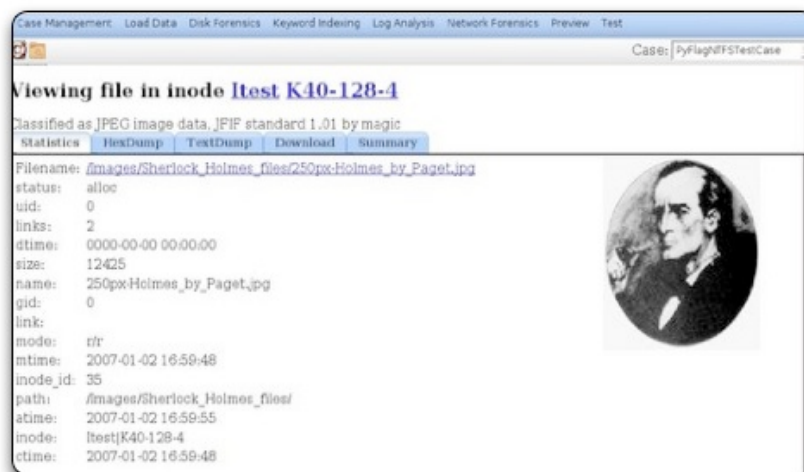 Case Management Load Data Disk Forensics Keyword Indexing Log Analysis Network Forensics Preview Test
Case: PyFlagNTFSTestCase
Viewing file in inode Itest K40-128-4
Classified as JPEG image data, JFIF standard 1.01 by magic
Statistics HexDump TextDump Download Summary
Filename: /images/Sherlock_Holmes_files/250px-Holmes_by_Paget.jpg
status: alloc
uid: 0
links: 2
dtime: 0000-00-00 00:00:00
size: 12425
name: 250px-Holmes_by_Paget.jpg
gid: 0
link:
mode: r/r
mtime: 2007-01-02 16:59:48
inode_id: 35
path: /images/Sherlock_Holmes_files/
atime: 2007-01-02 16:59:55
inode: Itest|K40-128-4
ctime: 2007-01-02 16:59:48